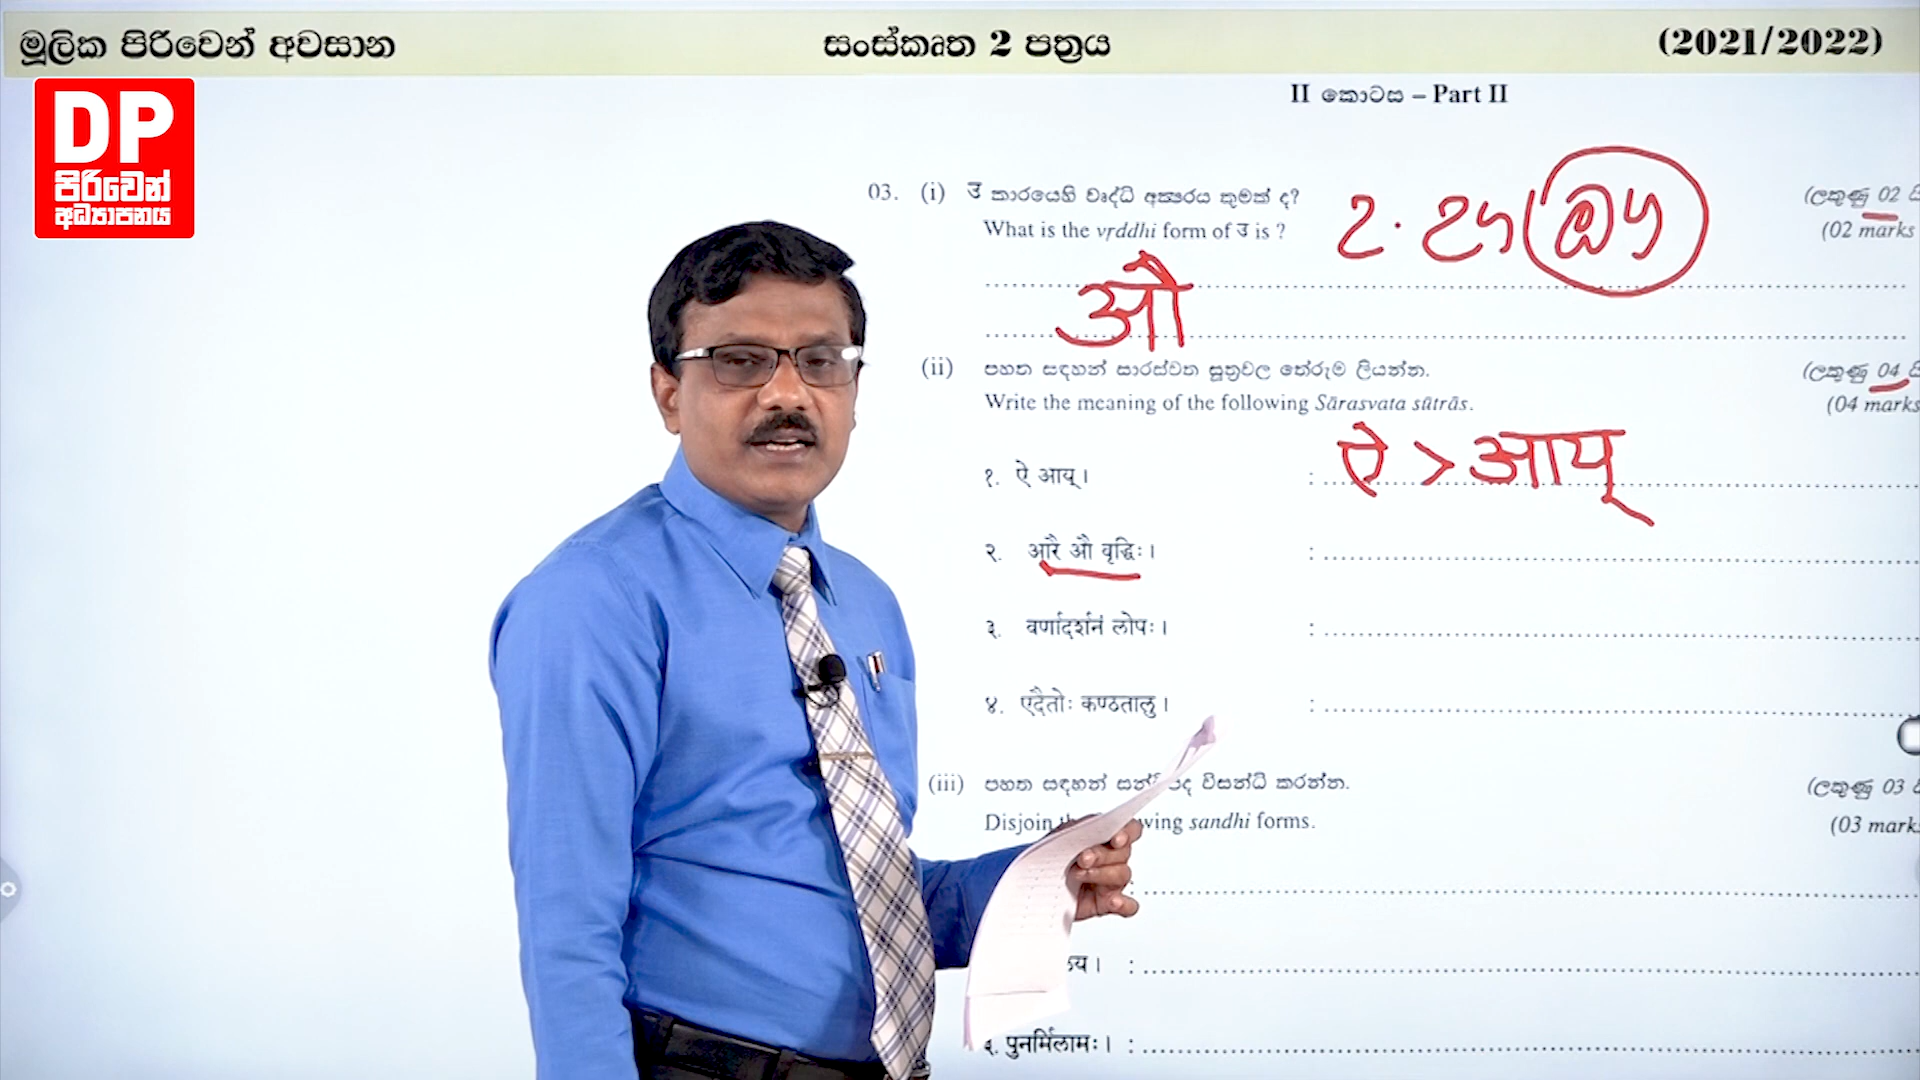 මූලික පිරිවෙන් අවසාන
සංස්කෘත 2 පත්‍රය
(2021/2022)
DP
පිරිවෙන්
අධ්‍යාපනය
II කොටස – Part II
03. (i) उ කාරයෙහි වෘද්ධි අක්ෂරය කුමක් ද?
(ලකුණු 02
What is the vṛddhi form of उ is ?
(02 marks
උ . ඌ ඖ
औ
(ii) පහත සඳහන් සාරස්වත සූත්‍රවල තේරුම ලියන්න.
(ලකුණු 04
Write the meaning of the following Sārasvata sūtrās.
(04 marks
१. ऐ आय् ।
:
ऐ > आय्
२. आरै औ वृद्धिः ।
:
३. वर्णादर्शनं लोपः ।
:
४. एदैतोः कण्ठतालु ।
:
(iii) පහත සඳහන් විසන්ධි කරන්න.
(ලකුණු 03
Disjoin sandhi forms.
(03 mark
:
:
३. पुनर्मिलामः । :